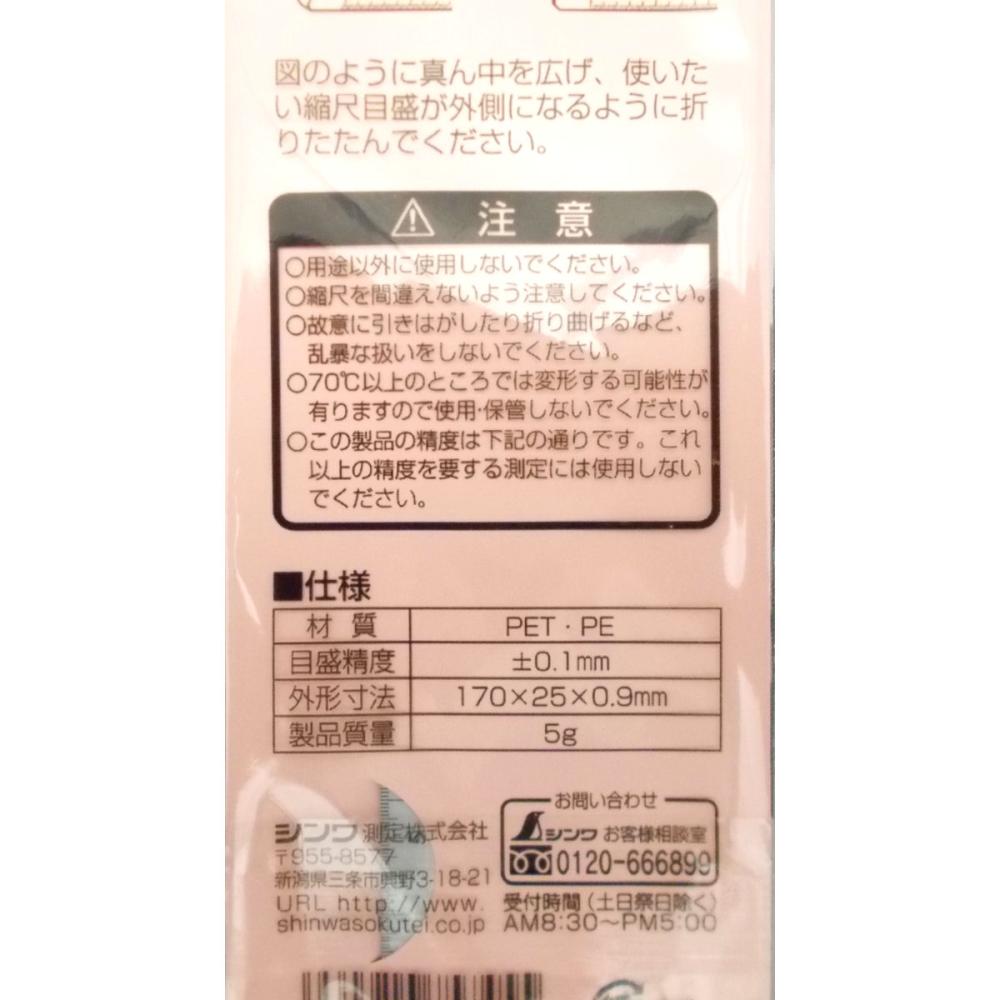 図のように真ん中を広げ、使いた
い縮尺目盛が外側になるように折
りたたんでください。
注意
○用途以外に使用しないでください。
○縮尺を間違えないよう注意してください。
○故意に引きはがしたり折り曲げるなど、
乱暴な扱いをしないでください。
○70℃以上のところでは変形する可能性が
有りますので使用・保管しないでください。
○この製品の精度は下記の通りです。これ
以上の精度を要する測定には使用しない
でください。
■仕様
材質 PET・PE
目盛精度 ±0.1mm
外形寸法 170×25×0.9mm
製品質量 5g
シンワ測定株式会社
〒955-8577
新潟県三条市興野3-18-21
URL http://www.
shinwasokutei.co.jp
お問い合わせ
シンワ お客様相談室
0120-666899
受付時間(土日祭日除く)
AM8:30〜PM5:00